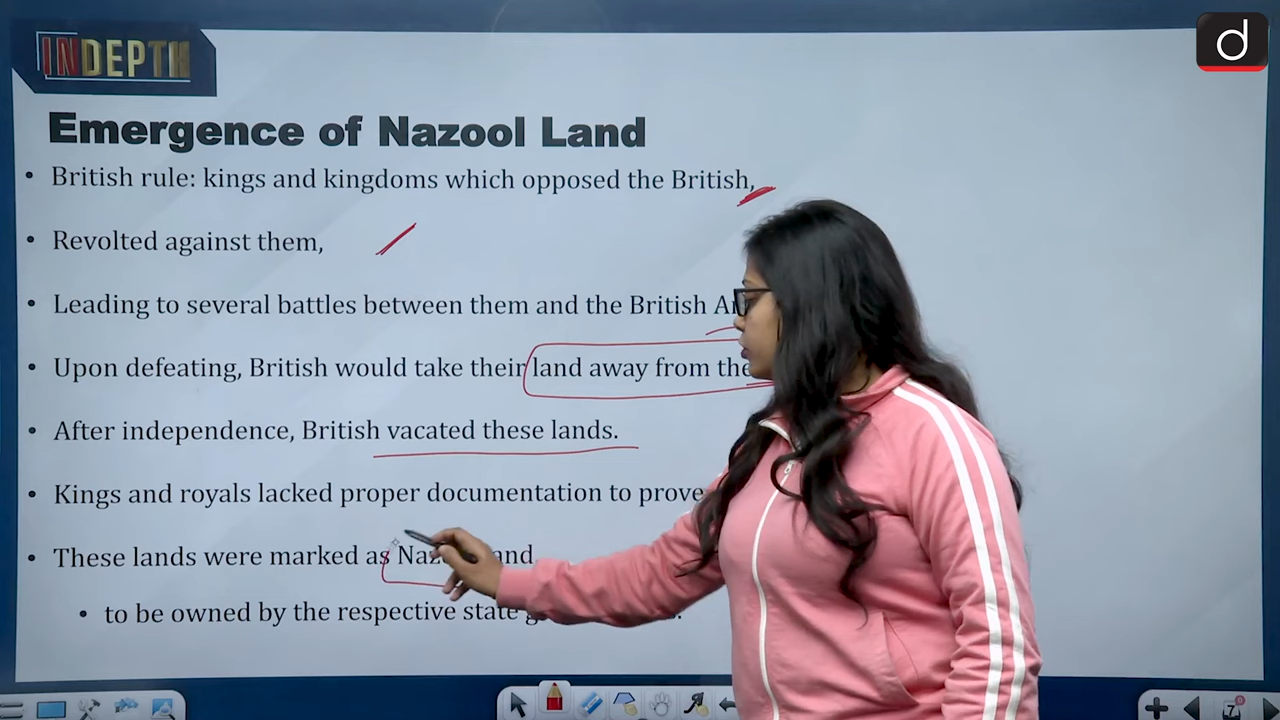 INDEPTH
d
Emergence of Nazool Land
• British rule: kings and kingdoms which opposed the British,
• Revolted against them,
• Leading to several battles between them and the British
• Upon defeating, British would take their land away from
• After independence, British vacated these lands.
• Kings and royals lacked proper documentation to prove
• These lands were marked as
• to be owned by the respective state
7